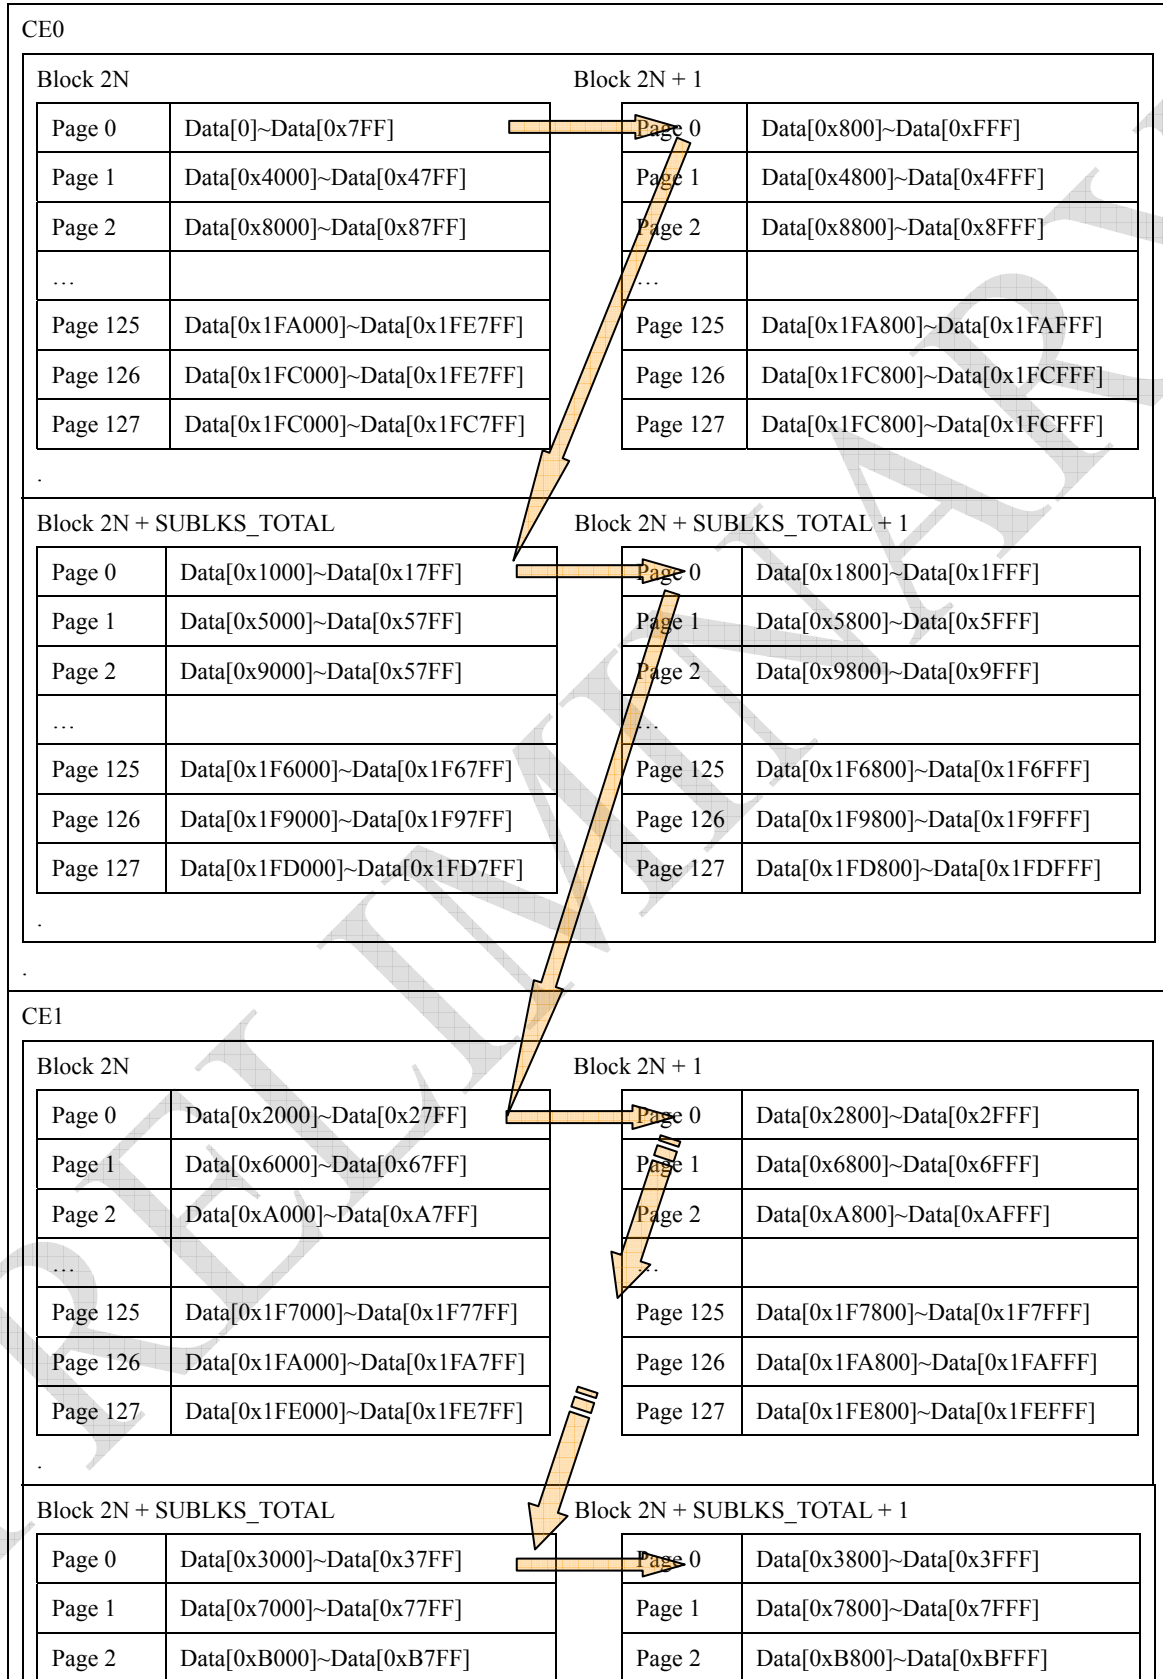 CE0
Block 2N Block 2N + 1
Page 0 Data[0]~Data[0x7FF] Page 0 Data[0x800]~Data[0xFFF]
Page 1 Data[0x4000]~Data[0x47FF] Page 1 Data[0x4800]~Data[0x4FFF]
Page 2 Data[0x8000]~Data[0x87FF] Page 2 Data[0x8800]~Data[0x8FFF]
… …
Page 125 Data[0x1FA000]~Data[0x1FE7FF] Page 125 Data[0x1FA800]~Data[0x1FAFFF]
Page 126 Data[0x1FC000]~Data[0x1FE7FF] Page 126 Data[0x1FC800]~Data[0x1FCFFF]
Page 127 Data[0x1FC000]~Data[0x1FC7FF] Page 127 Data[0x1FC800]~Data[0x1FCFFF]
.
Block 2N + SUBLKS_TOTAL Block 2N + SUBLKS_TOTAL + 1
Page 0 Data[0x1000]~Data[0x17FF] Page 0 Data[0x1800]~Data[0x1FFF]
Page 1 Data[0x5000]~Data[0x57FF] Page 1 Data[0x5800]~Data[0x5FFF]
Page 2 Data[0x9000]~Data[0x57FF] Page 2 Data[0x9800]~Data[0x9FFF]
… …
Page 125 Data[0x1F6000]~Data[0x1F67FF] Page 125 Data[0x1F6800]~Data[0x1F6FFF]
Page 126 Data[0x1F9000]~Data[0x1F97FF] Page 126 Data[0x1F9800]~Data[0x1F9FFF]
Page 127 Data[0x1FD000]~Data[0x1FD7FF] Page 127 Data[0x1FD800]~Data[0x1FDFFF]
.
.
CE1
Block 2N Block 2N + 1
Page 0 Data[0x2000]~Data[0x27FF] Page 0 Data[0x2800]~Data[0x2FFF]
Page 1 Data[0x6000]~Data[0x67FF] Page 1 Data[0x6800]~Data[0x6FFF]
Page 2 Data[0xA000]~Data[0xA7FF] Page 2 Data[0xA800]~Data[0xAFFF]
… …
Page 125 Data[0x1F7000]~Data[0x1F77FF] Page 125 Data[0x1F7800]~Data[0x1F7FFF]
Page 126 Data[0x1FA000]~Data[0x1FA7FF] Page 126 Data[0x1FA800]~Data[0x1FAFFF]
Page 127 Data[0x1FE000]~Data[0x1FE7FF] Page 127 Data[0x1FE800]~Data[0x1FEFFF]
.
Block 2N + SUBLKS_TOTAL Block 2N + SUBLKS_TOTAL + 1
Page 0 Data[0x3000]~Data[0x37FF] Page 0 Data[0x3800]~Data[0x3FFF]
Page 1 Data[0x7000]~Data[0x77FF] Page 1 Data[0x7800]~Data[0x7FFF]
Page 2 Data[0xB000]~Data[0xB7FF] Page 2 Data[0xB800]~Data[0xBFFF]
RELIMINARY